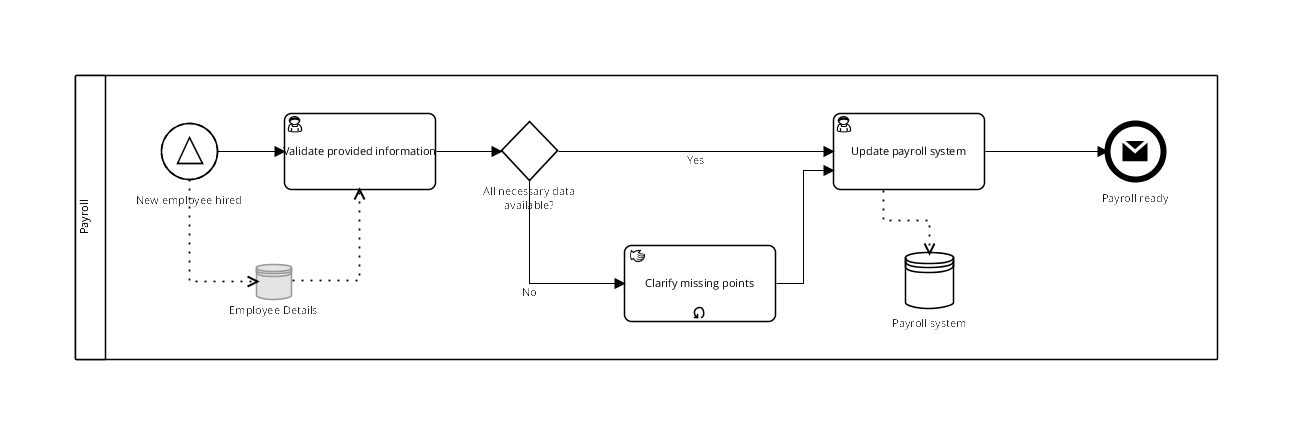 Payroll
New employee hired
Validate provided information
All necessary data
available?
Yes
No
Employee Details
Clarify missing points
Update payroll system
Payroll system
Payroll ready